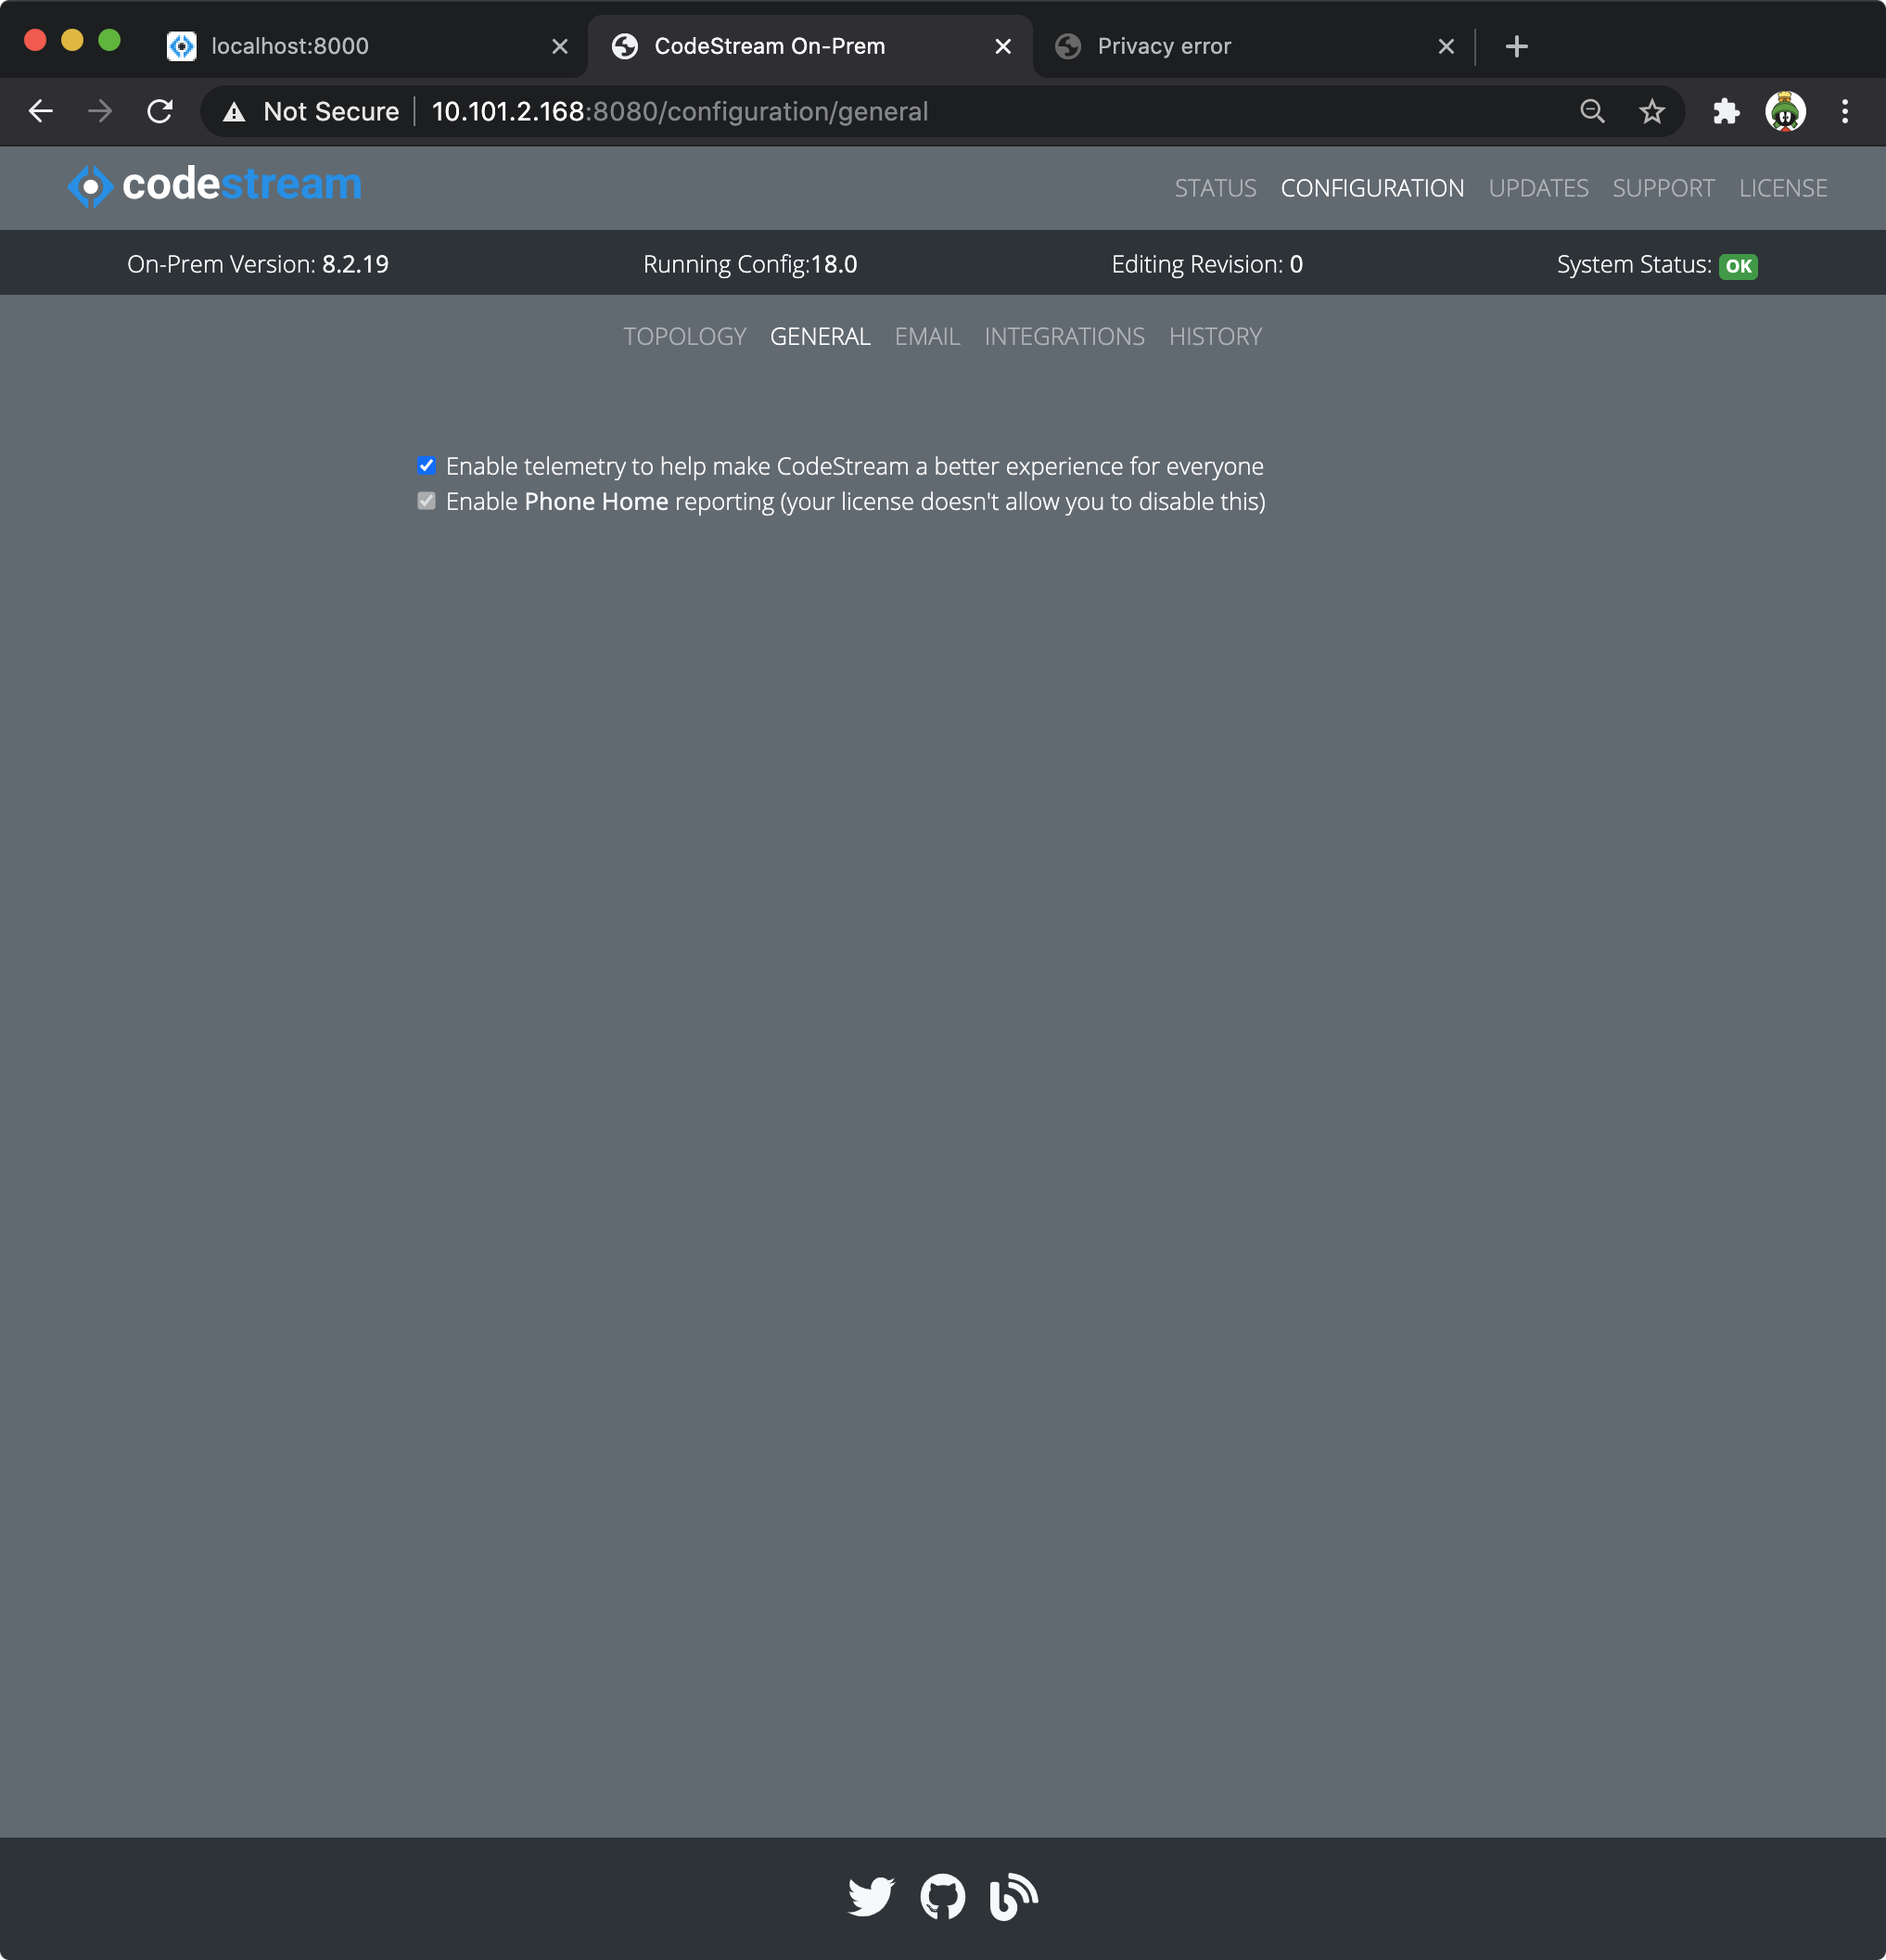 localhost:8000
CodeStream On-Prem
Privacy error
Not Secure
10.101.2.168:8080/configuration/general
codestream
STATUS CONFIGURATION UPDATES SUPPORT LICENSE
On-Prem Version: 8.2.19
Running Config:18.0
Editing Revision: 0
System Status: OK
TOPOLOGY GENERAL EMAIL INTEGRATIONS HISTORY
Enable telemetry to help make CodeStream a better experience for everyone
Enable Phone Home reporting (your license doesn't allow you to disable this)